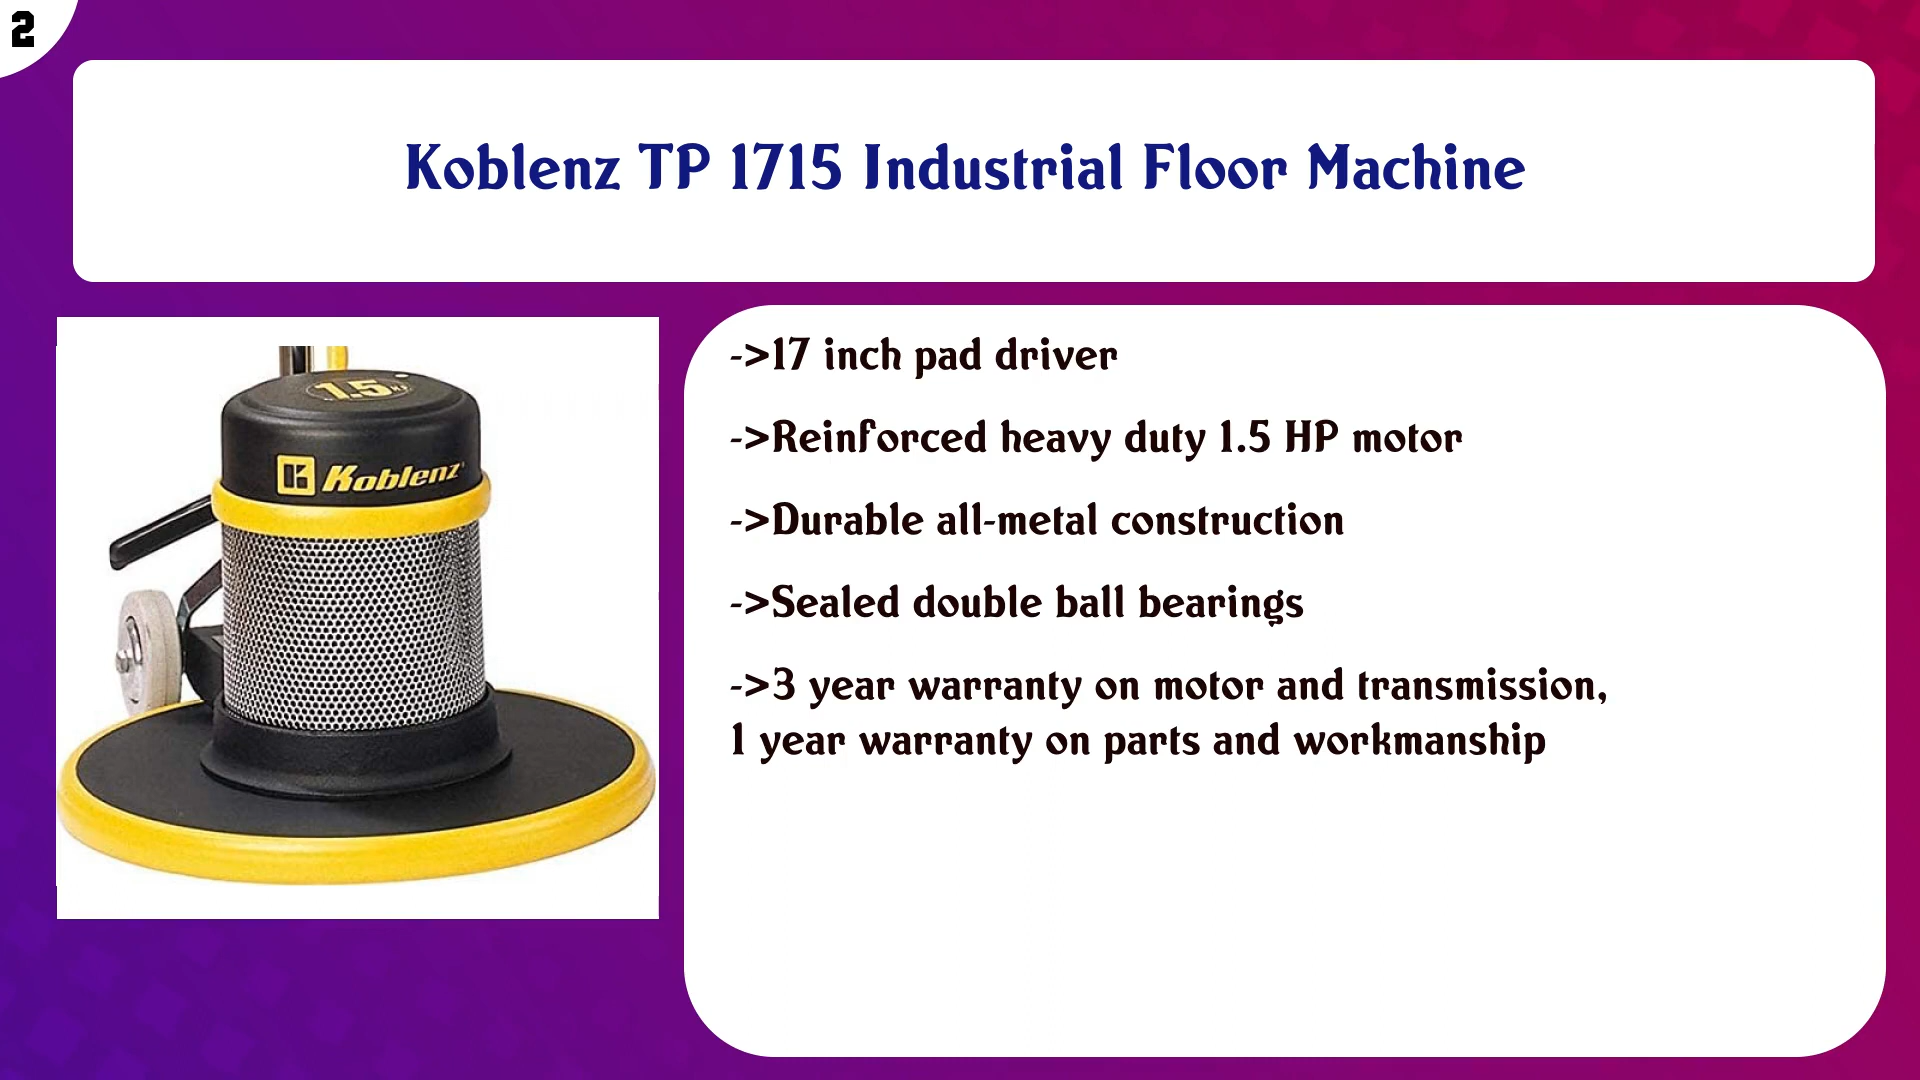 2
Koblenz TP 1715 Industrial Floor Machine
1.5 HP
Koblenz
->17 inch pad driver
->Reinforced heavy duty 1.5 HP motor
->Durable all-metal construction
->Sealed double ball bearings
->3 year warranty on motor and transmission,
1 year warranty on parts and workmanship